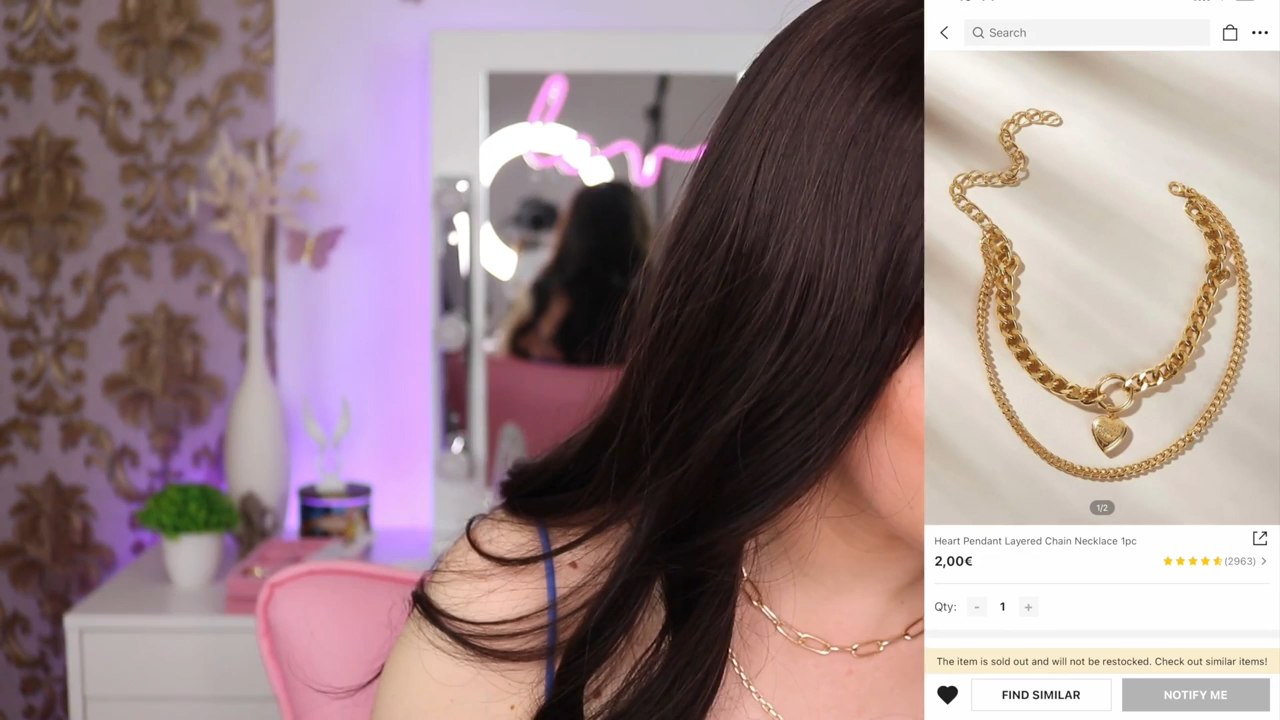 Search
1/2
Heart Pendant Layered Chain Necklace 1pc
2,00€
(2963)
Qty:
-
1
+
The item is sold out and will not be restocked. Check out similar items!
FIND SIMILAR
NOTIFY ME